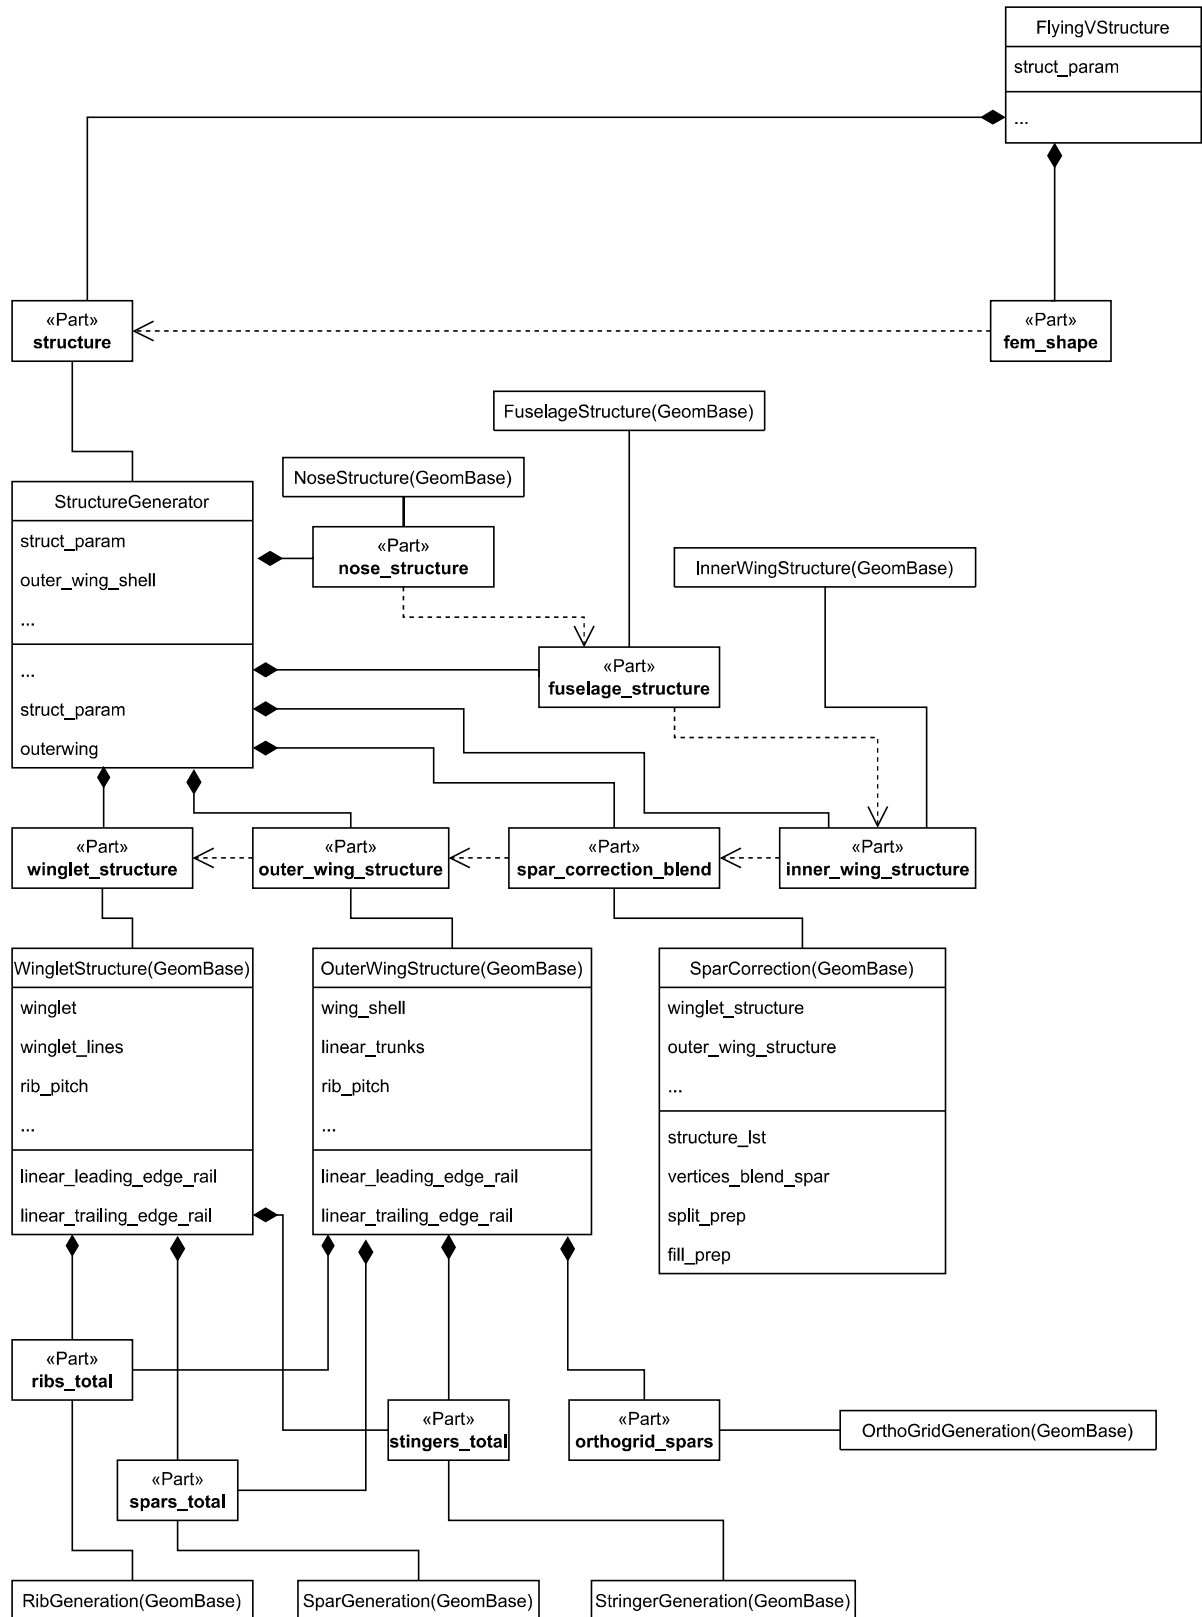 FlyingVStructure
struct_param
...
«Part»
structure
«Part»
fem_shape
FuselageStructure(GeomBase)
NoseStructure(GeomBase)
StructureGenerator
struct_param
outer_wing_shell
...
...
struct_param
outerwing
«Part»
nose_structure
InnerWingStructure(GeomBase)
«Part»
fuselage_structure
«Part»
winglet_structure
«Part»
outer_wing_structure
«Part»
spar_correction_blend
«Part»
inner_wing_structure
WingletStructure(GeomBase)
winglet
winglet_lines
rib_pitch
...
linear_leading_edge_rail
linear_trailing_edge_rail
OuterWingStructure(GeomBase)
wing_shell
linear_trunks
rib_pitch
...
linear_leading_edge_rail
linear_trailing_edge_rail
SparCorrection(GeomBase)
winglet_structure
outer_wing_structure
...
structure_lst
vertices_blend_spar
split_prep
fill_prep
«Part»
ribs_total
«Part»
stingers_total
«Part»
orthogrid_spars
OrthoGridGeneration(GeomBase)
«Part»
spars_total
RibGeneration(GeomBase)
SparGeneration(GeomBase)
StringerGeneration(GeomBase)